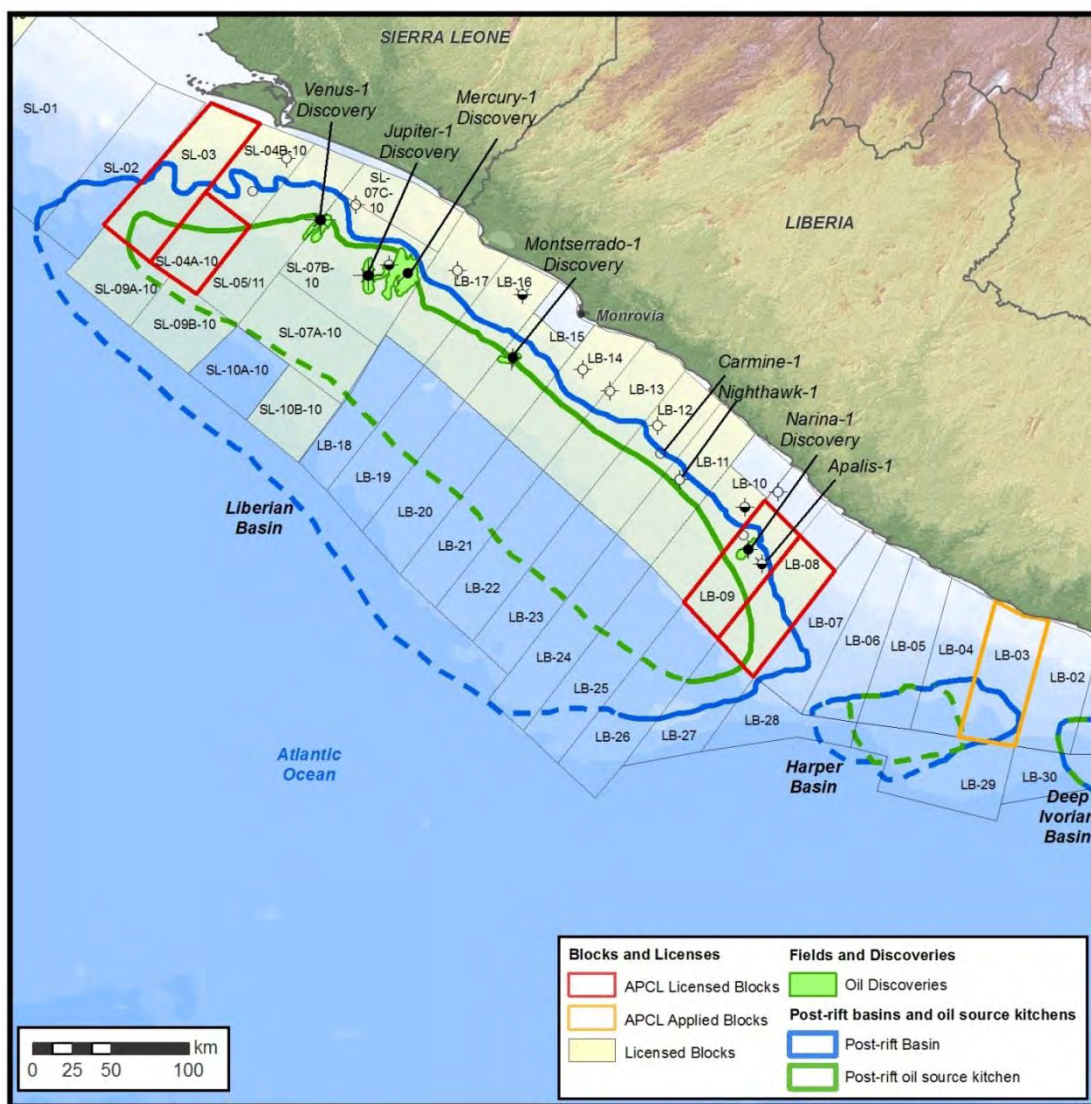 SIERRA LEONE
Venus-1
Discovery
Mercury-1
Discovery
Jupiter-1
Discovery
SL-01
SL-02
SL-03
SL-04B-10
SL-
07C-
10
LIBERIA
Montserrado-1
Discovery
SL-04A-10
SL-05/11
SL-07B-
10
LB-17
LB-16
SL-09A-10
SL-09B-10
SL-07A-10
Monrovia
LB-15
LB-14
LB-13
LB-12
Carmine-1
Nighthawk-1
SL-10A-10
SL-10B-10
LB-11
Narina-1
Discovery
LB-18
LB-10
Apalis-1
LB-19
Liberian
Basin
LB-20
LB-21
LB-22
LB-23
LB-24
LB-25
LB-26
LB-27
LB-28
LB-09
LB-08
LB-07
LB-06
LB-05
LB-04
LB-03
LB-02
Atlantic
Ocean
Harper
Basin
LB-29
LB-30
Deep
Ivorian
Basin
Blocks and Licenses
APCL Licensed Blocks
APCL Applied Blocks
Licensed Blocks
Fields and Discoveries
Oil Discoveries
Post-rift basins and oil source kitchens
Post-rift Basin
Post-rift oil source kitchen
km
0 25 50 100